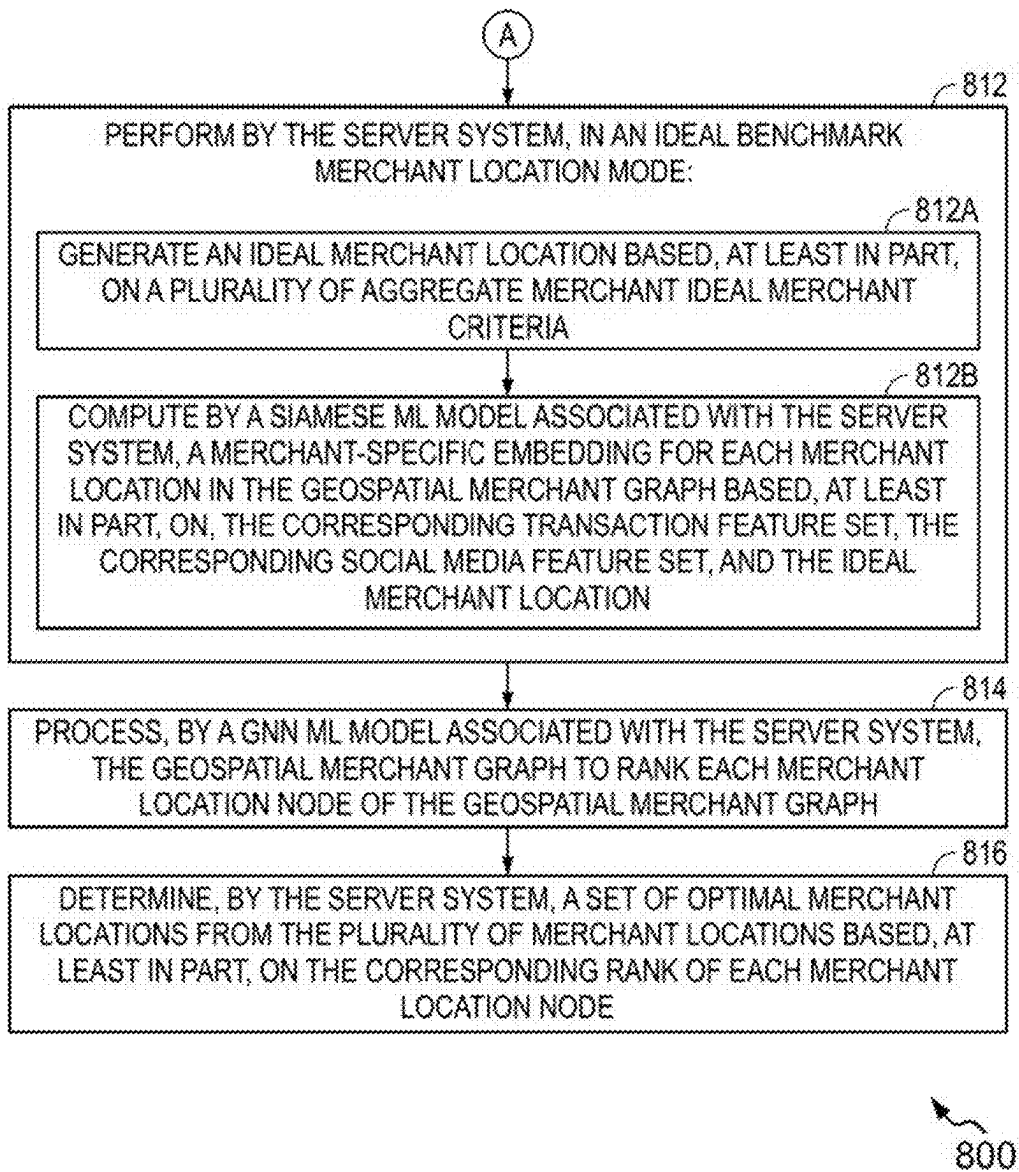 A
812
PERFORM BY THE SERVER SYSTEM, IN AN IDEAL BENCHMARK
MERCHANT LOCATION MODE:
812A
GENERATE AN IDEAL MERCHANT LOCATION BASED, AT LEAST IN PART,
ON A PLURALITY OF AGGREGATE MERCHANT IDEAL MERCHANT
CRITERIA
812B
COMPUTE BY A SIAMESE ML MODEL ASSOCIATED WITH THE SERVER
SYSTEM, A MERCHANT-SPECIFIC EMBEDDING FOR EACH MERCHANT
LOCATION IN THE GEOSPATIAL MERCHANT GRAPH BASED, AT LEAST
IN PART, ON, THE CORRESPONDING TRANSACTION FEATURE SET, THE
CORRESPONDING SOCIAL MEDIA FEATURE SET, AND THE IDEAL
MERCHANT LOCATION
814
PROCESS, BY A GNN ML MODEL ASSOCIATED WITH THE SERVER SYSTEM,
THE GEOSPATIAL MERCHANT GRAPH TO RANK EACH MERCHANT
LOCATION NODE OF THE GEOSPATIAL MERCHANT GRAPH
816
DETERMINE, BY THE SERVER SYSTEM, A SET OF OPTIMAL MERCHANT
LOCATIONS FROM THE PLURALITY OF MERCHANT LOCATIONS BASED, AT
LEAST IN PART, ON THE CORRESPONDING RANK OF EACH MERCHANT
LOCATION NODE
800